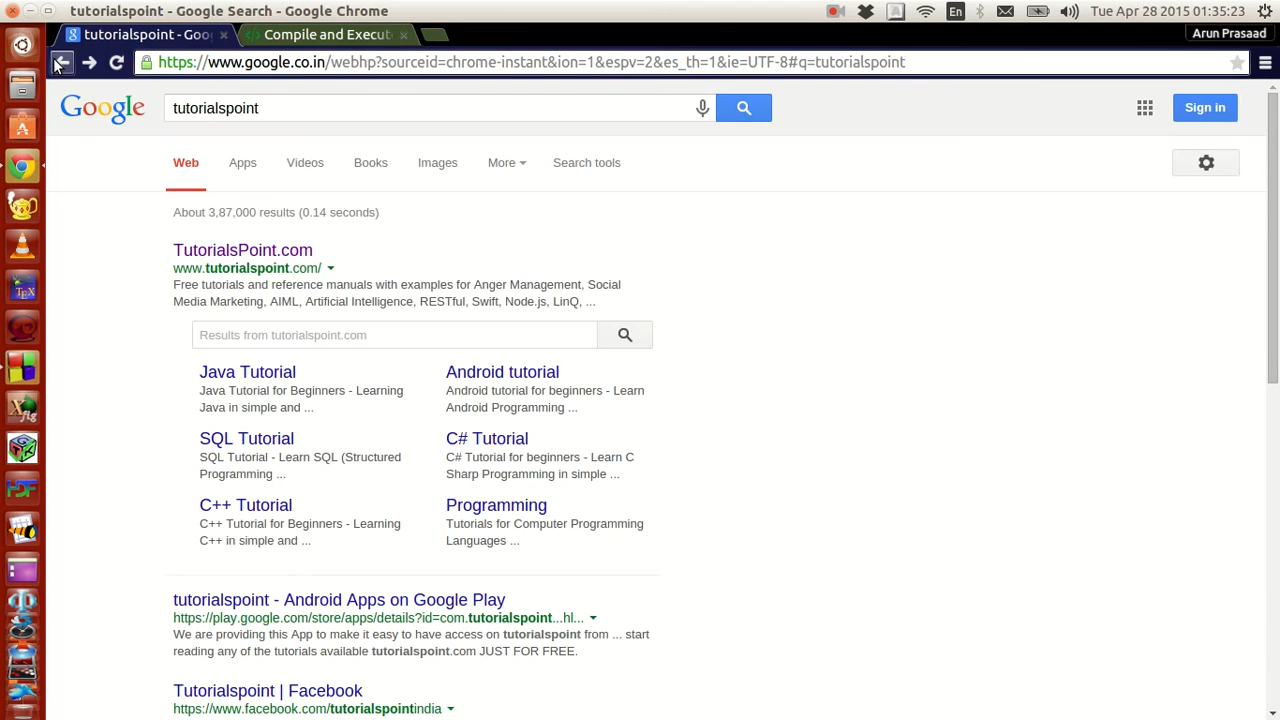 tutorialspoint - Google Search - Google Chrome
En
Tue Apr 28 2015 01:35:23
tutorialspoint - Goo
Compile and Execut
Arun Prasaad
https://www.google.co.in/webhp?sourceid=chrome-instant&ion=1&espv=2&es_th=1&ie=UTF-8#q=tutorialspoint
Google
tutorialspoint
Sign in
Web
Apps
Videos
Books
Images
More
Search tools
About 3,87,000 results (0.14 seconds)
TutorialsPoint.com
www.tutorialspoint.com/
Free tutorials and reference manuals with examples for Anger Management, Social
Media Marketing, AIML, Artificial Intelligence, RESTful, Swift, Node.js, LinQ, ...
Results from tutorialspoint.com
Java Tutorial
Java Tutorial for Beginners - Learning
Java in simple and ...
Android tutorial
Android tutorial for beginners - Learn
Android Programming ...
SQL Tutorial
SQL Tutorial - Learn SQL (Structured
Programming ...
C# Tutorial
C# Tutorial for beginners - Learn C
Sharp Programming in simple ...
C++ Tutorial
C++ Tutorial for Beginners - Learning
C++ in simple and ...
Programming
Tutorials for Computer Programming
Languages ...
tutorialspoint - Android Apps on Google Play
https://play.google.com/store/apps/details?id=com.tutorialspoint...hl...
We are providing this App to make it easy to have access on tutorialspoint from ... start
reading any of the tutorials available tutorialspoint.com JUST FOR FREE.
Tutorialspoint | Facebook
https://www.facebook.com/tutorialspointindia